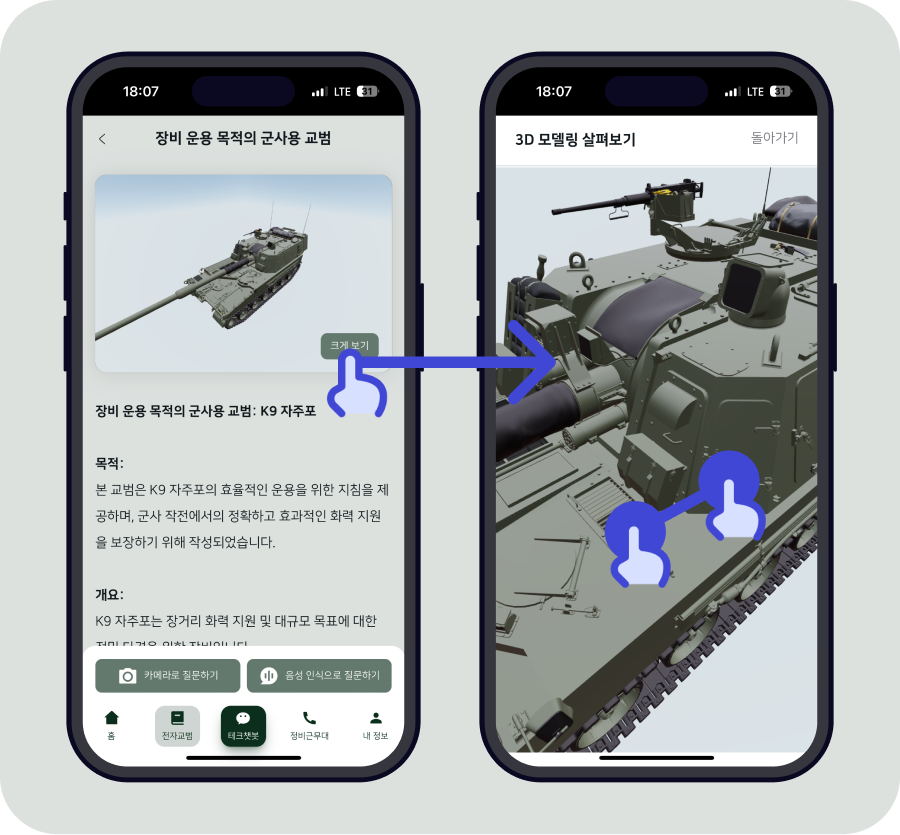 18:07
LTE 31
장비 운용 목적의 군사용 교범
크게 보기
장비 운용 목적의 군사용 교범: K9 자주포
목적:
본 교범은 K9 자주포의 효율적인 운용을 위한 지침을 제
공하며, 군사 작전에서의 정확하고 효과적인 화력 지원
을 보장하기 위해 작성되었습니다.
개요:
K9 자주포는 장거리 화력 지원 및 대규모 목표에 대한
카메라로 질문하기
음성 인식으로 질문하기
홈
전자교범
테크챗봇
정비근무대
내 정보
18:07
LTE 31
3D 모델링 살펴보기
돌아가기